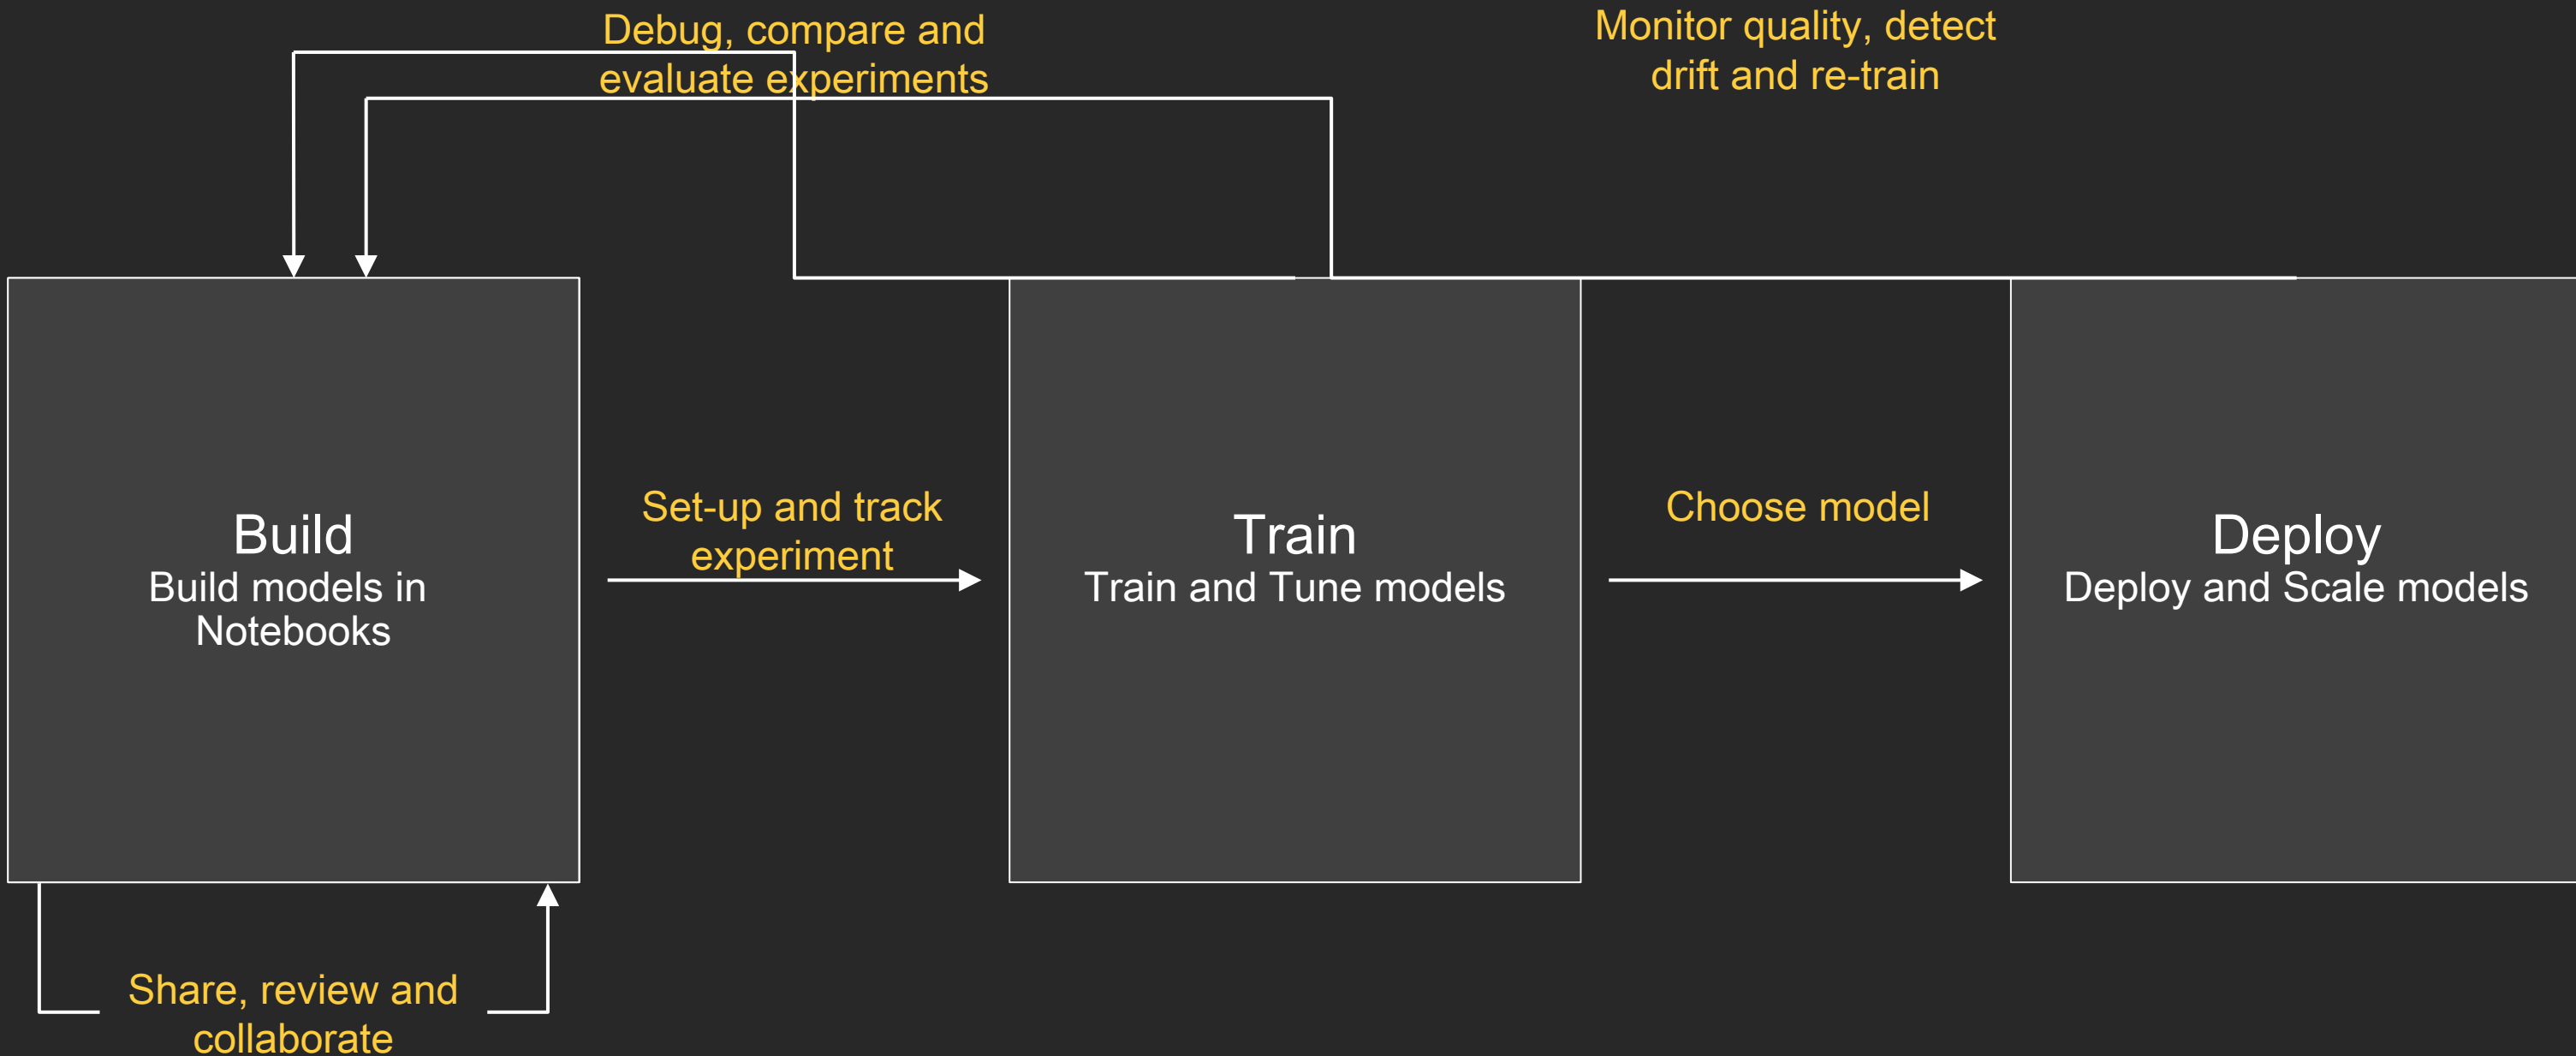 Debug, compare and
evaluate experiments
Monitor quality, detect
drift and re-train
Build
Build models in
Notebooks
Set-up and track
experiment
Train
Train and Tune models
Choose model
Deploy
Deploy and Scale models
Share, review and
collaborate